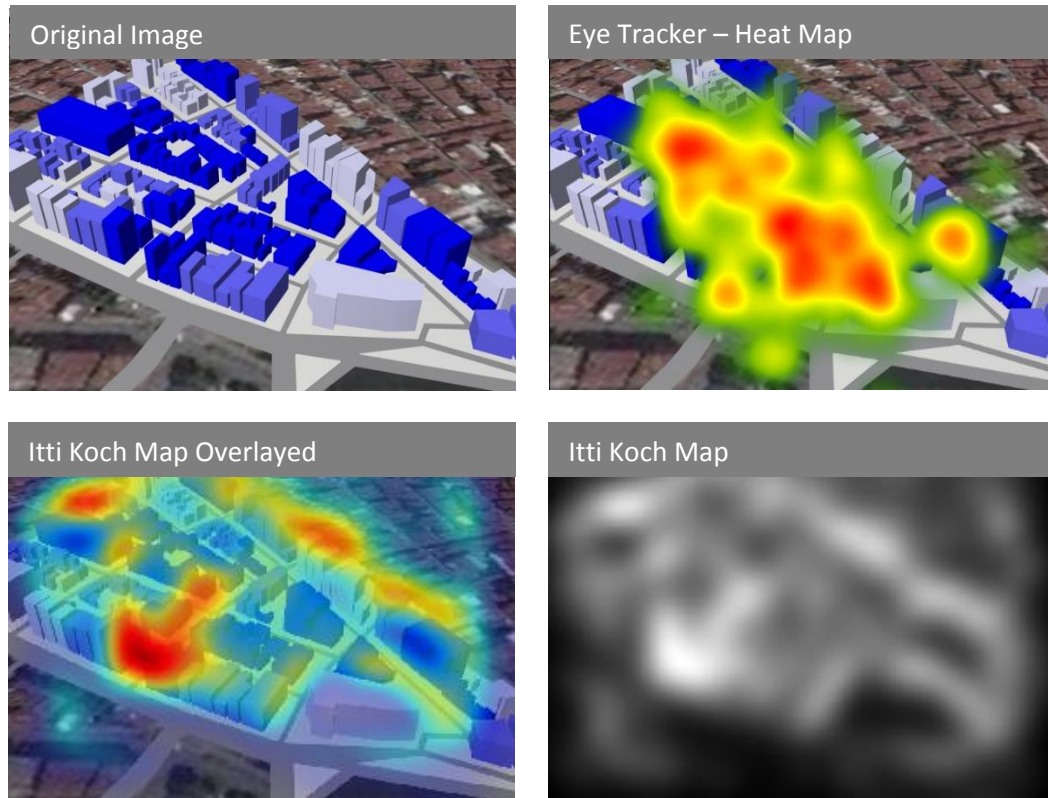 Original Image
Eye Tracker – Heat Map
Itti Koch Map Overlayed
Itti Koch Map